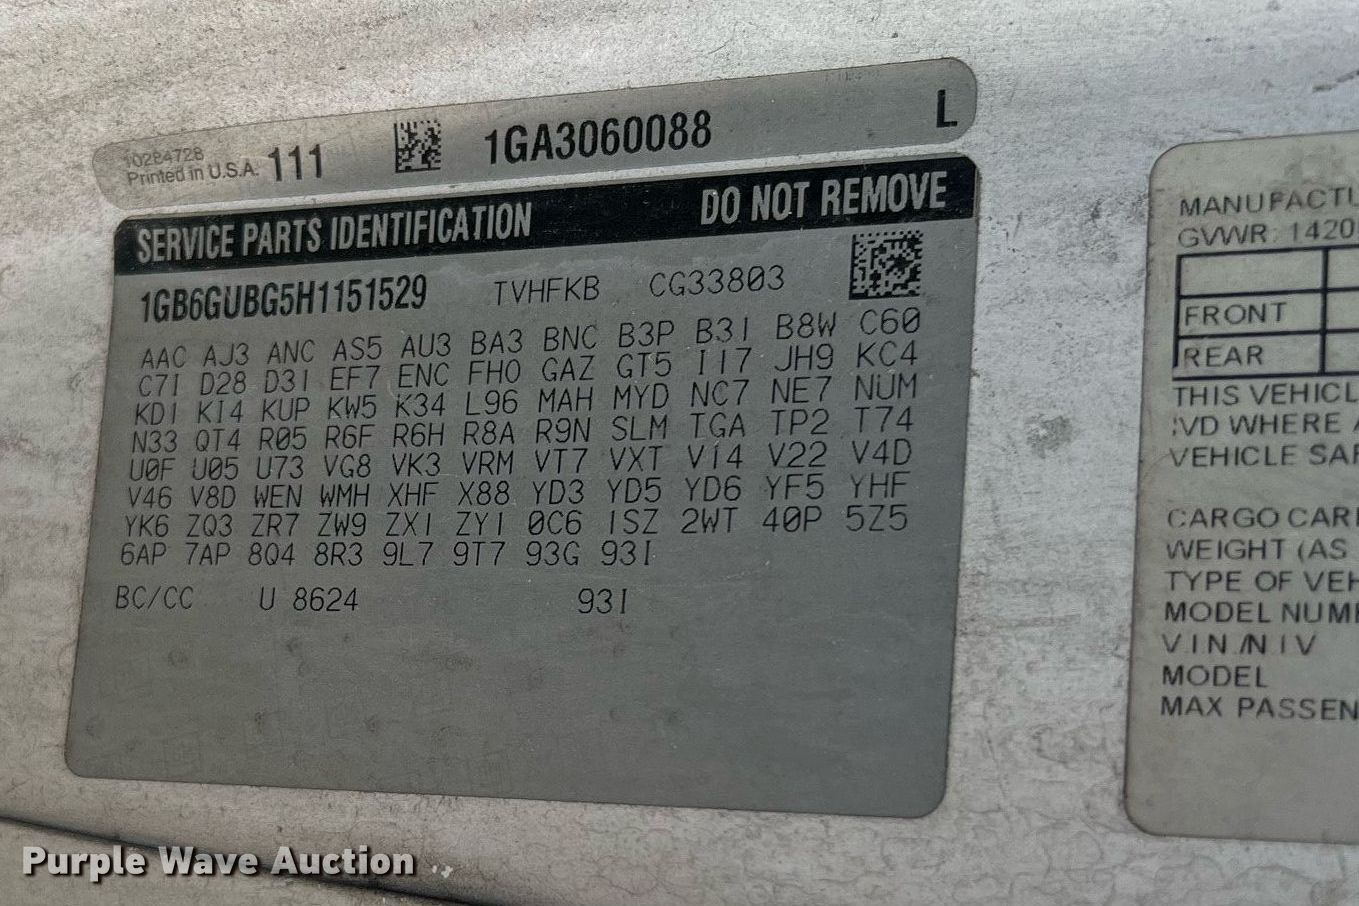 10284728
Printed in U.S.A. 111 1GA3060088 L
SERVICE PARTS IDENTIFICATION DO NOT REMOVE
1GB6GUBG5H1151529 TVHFKB CG33803
AAC AJ3 ANC AS5 AU3 BA3 BNC B3P B3I B8W C60
C7I D28 D3I EF7 ENC FHO GAZ GT5 I17 JH9 KC4
KDI KI4 KUP KW5 K34 L96 MAH MYD NC7 NE7 NUM
N33 QT4 R05 R6F R6H R8A R9N SLM TGA TP2 T74
U0F U05 U73 VG8 VK3 VRM VT7 VXT VI4 V22 V4D
V46 V8D WEN WMH XHF X88 YD3 YD5 YD6 YF5 YHF
YK6 ZQ3 ZR7 ZW9 ZXI ZYI 0C6 ISZ 2WT 40P 5Z5
6AP 7AP 8Q4 8R3 9L7 9T7 93G 93I
BC/CC U 8624 93I
MANUFACTU
GVWR: 1420
FRONT
REAR
THIS VEHICL
IVD WHERE A
VEHICLE SAF
CARGO CARI
WEIGHT (AS
TYPE OF VEH
MODEL NUM
V I N /N I V
MODEL
MAX PASSEN
Purple Wave Auction